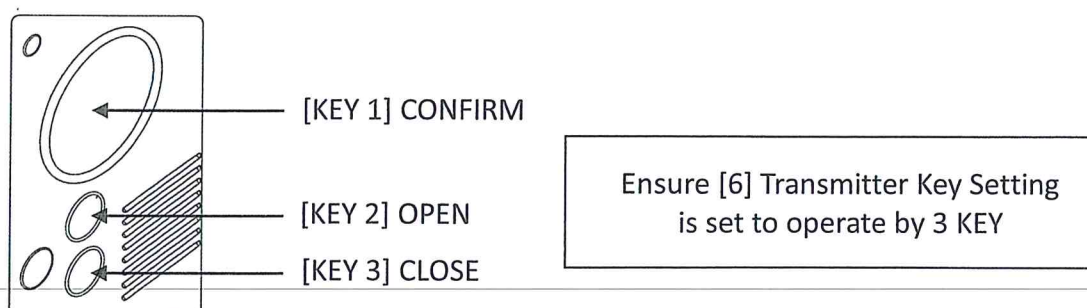 [KEY 1] CONFIRM
[KEY 2] OPEN
[KEY 3] CLOSE
Ensure [6] Transmitter Key Setting
is set to operate by 3 KEY